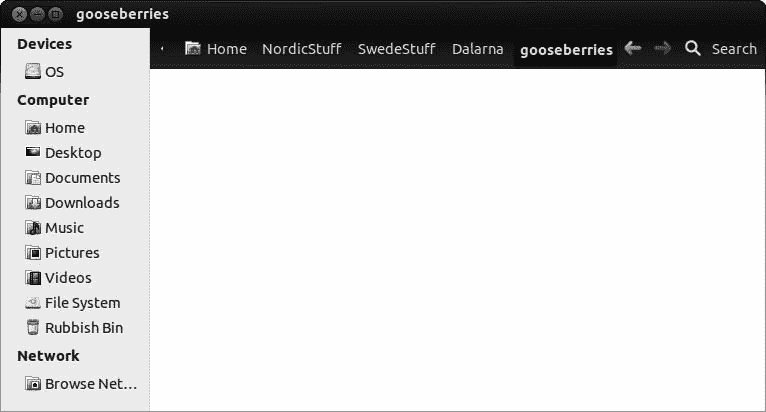 gooseberries
Devices
OS
Computer
Home
Desktop
Documents
Downloads
Music
Pictures
Videos
File System
Rubbish Bin
Network
Browse Net…
Home NordicStuff SwedeStuff Dalarna gooseberries Search